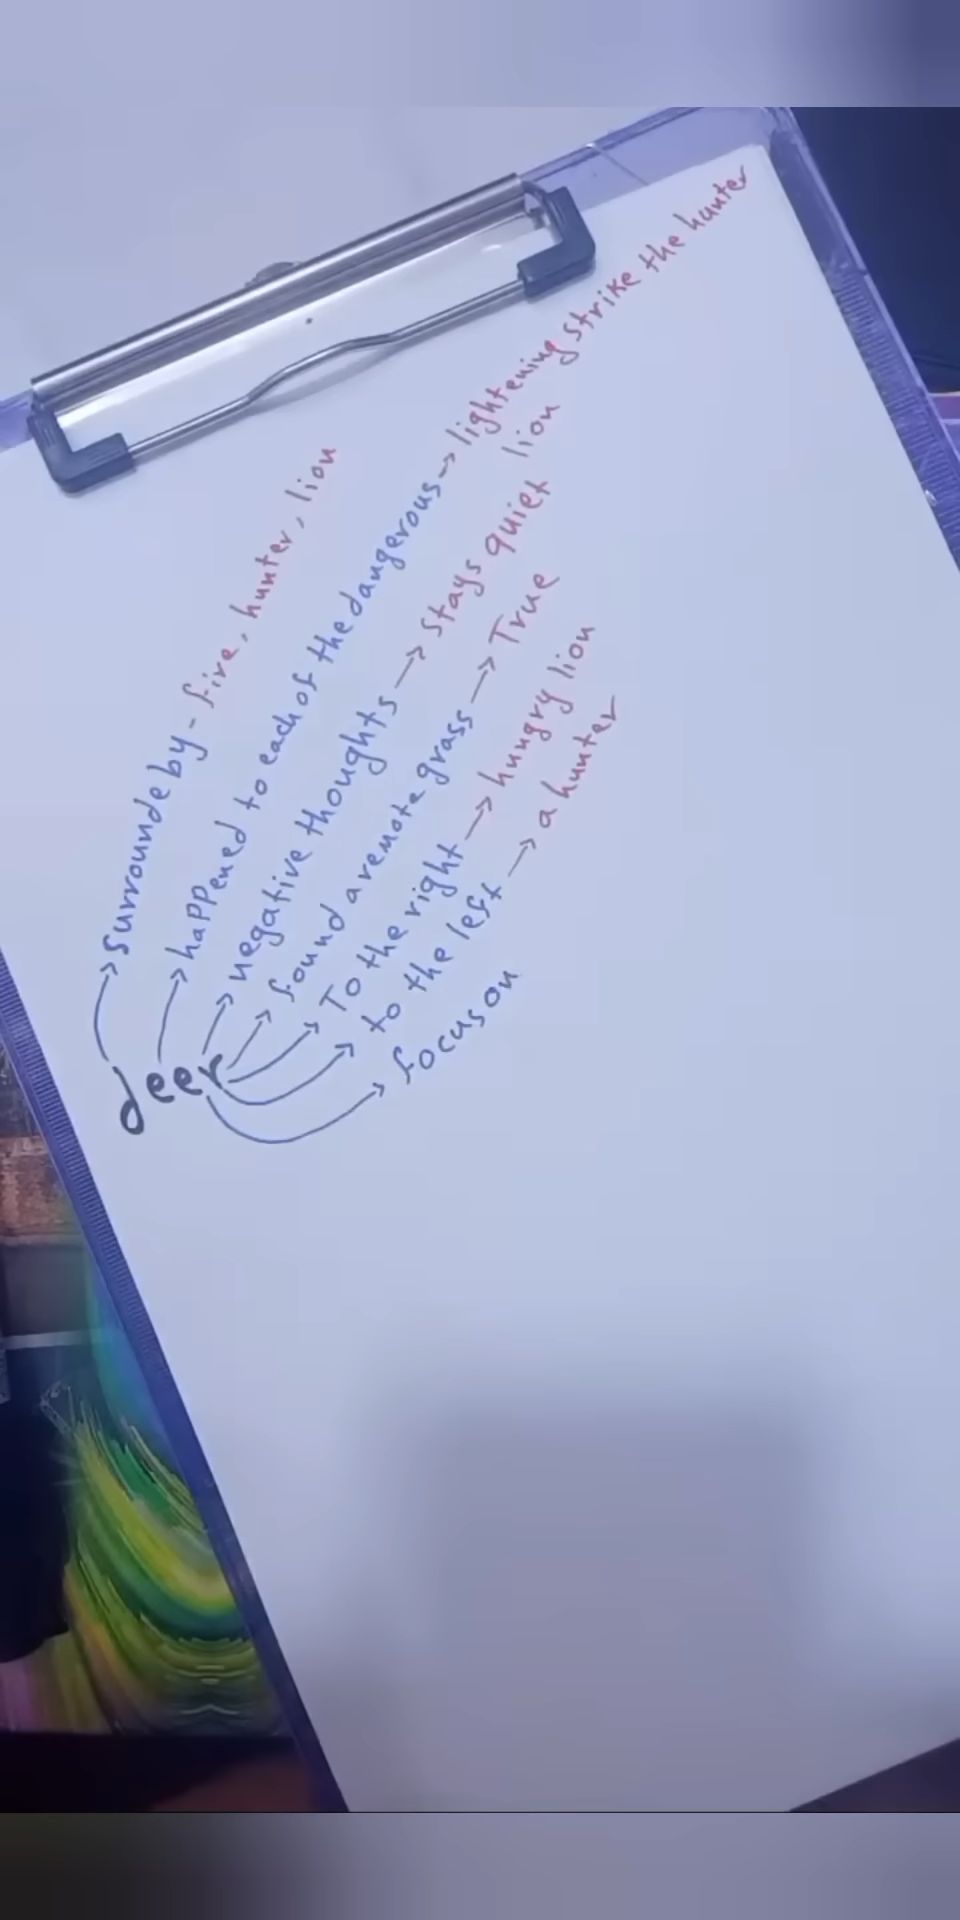 deer
surrounde by - fire, hunter, lion
happened to each of the dangerous → lightening strike the hunter
lion
negative thoughts → stays quiet
found a remote grass → True
To the right → hungry lion
to the left → a hunter
focus on